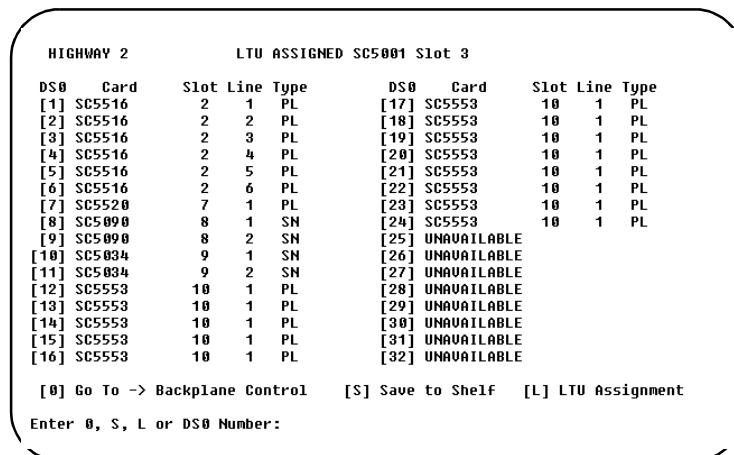 HIGHWAY 2 LTU ASSIGNED SC5001 Slot 3
DS0 Card Slot Line Type DS0 Card Slot Line Type
[1] SC5516 2 1 PL [17] SC5553 10 1 PL
[2] SC5516 2 2 PL [18] SC5553 10 1 PL
[3] SC5516 2 3 PL [19] SC5553 10 1 PL
[4] SC5516 2 4 PL [20] SC5553 10 1 PL
[5] SC5516 2 5 PL [21] SC5553 10 1 PL
[6] SC5516 2 6 PL [22] SC5553 10 1 PL
[7] SC5520 7 1 PL [23] SC5553 10 1 PL
[8] SC5090 8 1 SN [24] SC5553 10 1 PL
[9] SC5090 8 2 SN [25] UNAVAILABLE
[10] SC5034 9 1 SN [26] UNAVAILABLE
[11] SC5034 9 2 SN [27] UNAVAILABLE
[12] SC5553 10 1 PL [28] UNAVAILABLE
[13] SC5553 10 1 PL [29] UNAVAILABLE
[14] SC5553 10 1 PL [30] UNAVAILABLE
[15] SC5553 10 1 PL [31] UNAVAILABLE
[16] SC5553 10 1 PL [32] UNAVAILABLE
[0] Go To -> Backplane Control [S] Save to Shelf [L] LTU Assignment
Enter 0, S, L or DS0 Number: